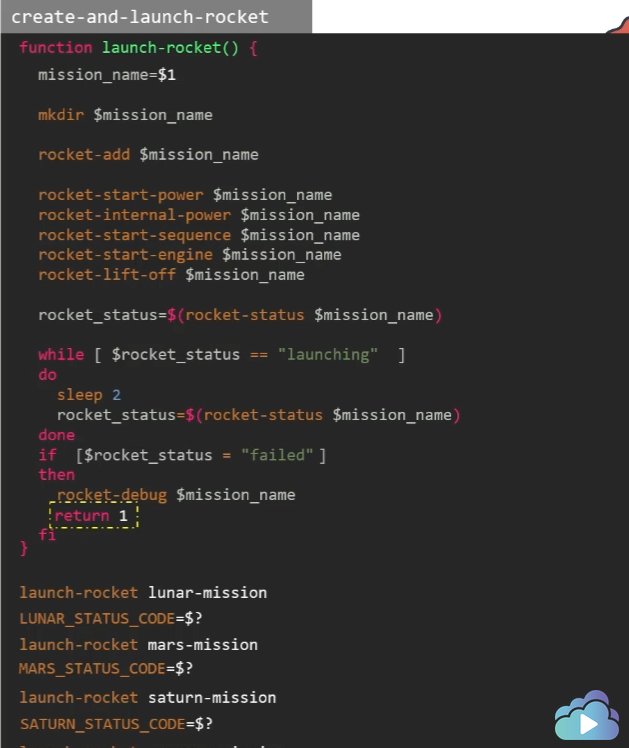 create-and-launch-rocket
function launch-rocket() {
mission_name=$1
mkdir $mission_name
rocket-add $mission_name
rocket-start-power $mission_name
rocket-internal-power $mission_name
rocket-start-sequence $mission_name
rocket-start-engine $mission_name
rocket-lift-off $mission_name
rocket_status=$(rocket-status $mission_name)
while [ $rocket_status == "launching"  ]
do
sleep 2
rocket_status=$(rocket-status $mission_name)
done
if  [$rocket_status = "failed" ]
then
rocket-debug $mission_name
return 1
fi
}
launch-rocket lunar-mission
LUNAR_STATUS_CODE=$?
launch-rocket mars-mission
MARS_STATUS_CODE=$?
launch-rocket saturn-mission
SATURN_STATUS_CODE=$?